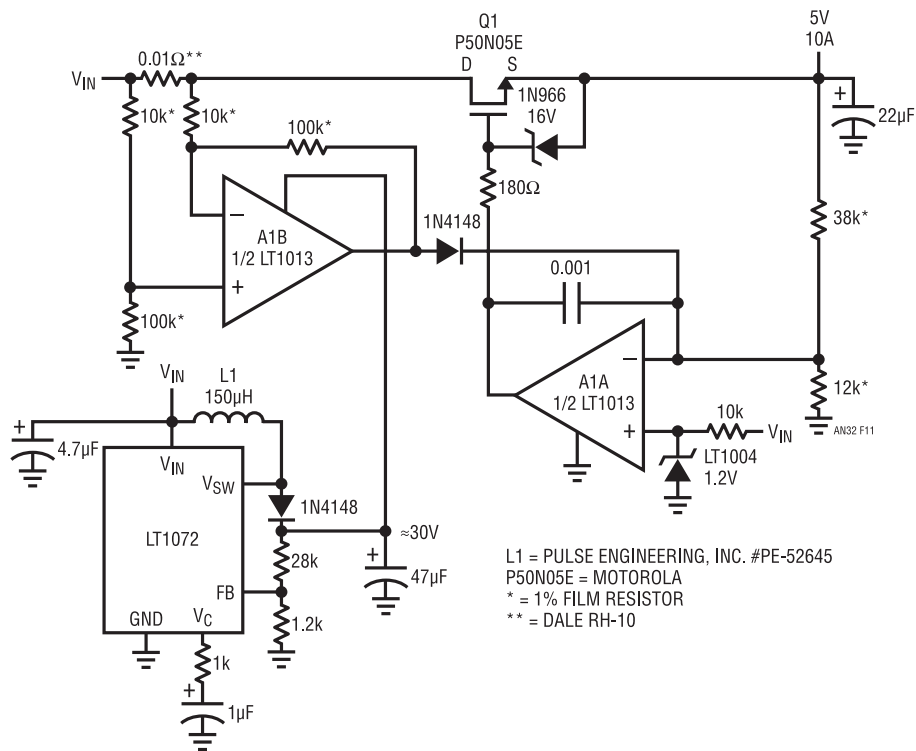 Q1
P50N05E
D S
5V
10A
0.01Ω**
VIN
10k*
10k*
100k*
1N966
16V
+
22µF
180Ω
–
A1B
1/2 LT1013
+
1N4148
38k*
0.001
100k*
–
A1A
1/2 LT1013
+
12k*
AN32 F11
10k
VIN
LT1004
1.2V
VIN
L1
150µH
+
4.7µF
VIN
VSW
LT1072
1N4148
≈30V
28k
+
47µF
FB
1.2k
GND
VC
1k
+
1µF
L1 = PULSE ENGINEERING, INC. #PE-52645
P50N05E = MOTOROLA
* = 1% FILM RESISTOR
** = DALE RH-10